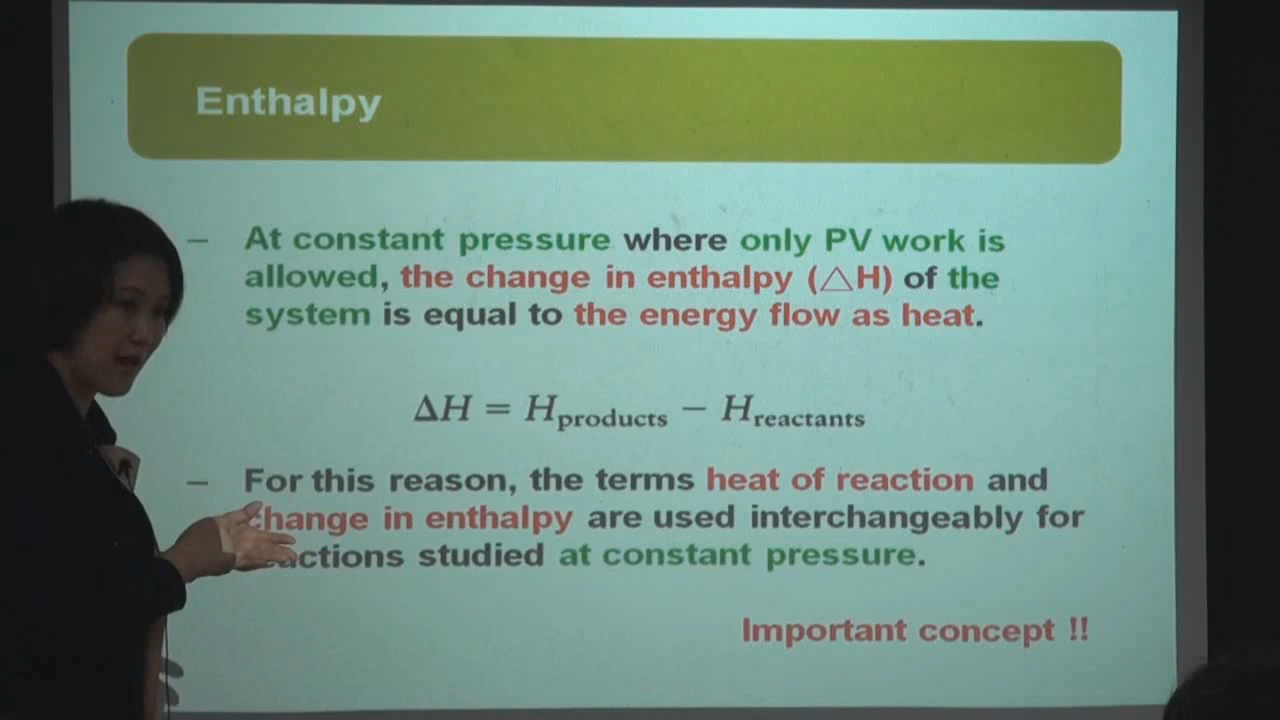 Enthalpy
– At constant pressure where only PV work is
allowed, the change in enthalpy (△H) of the
system is equal to the energy flow as heat.
ΔH = Hproducts − Hreactants
– For this reason, the terms heat of reaction and
change in enthalpy are used interchangeably for
actions studied at constant pressure.
Important concept !!